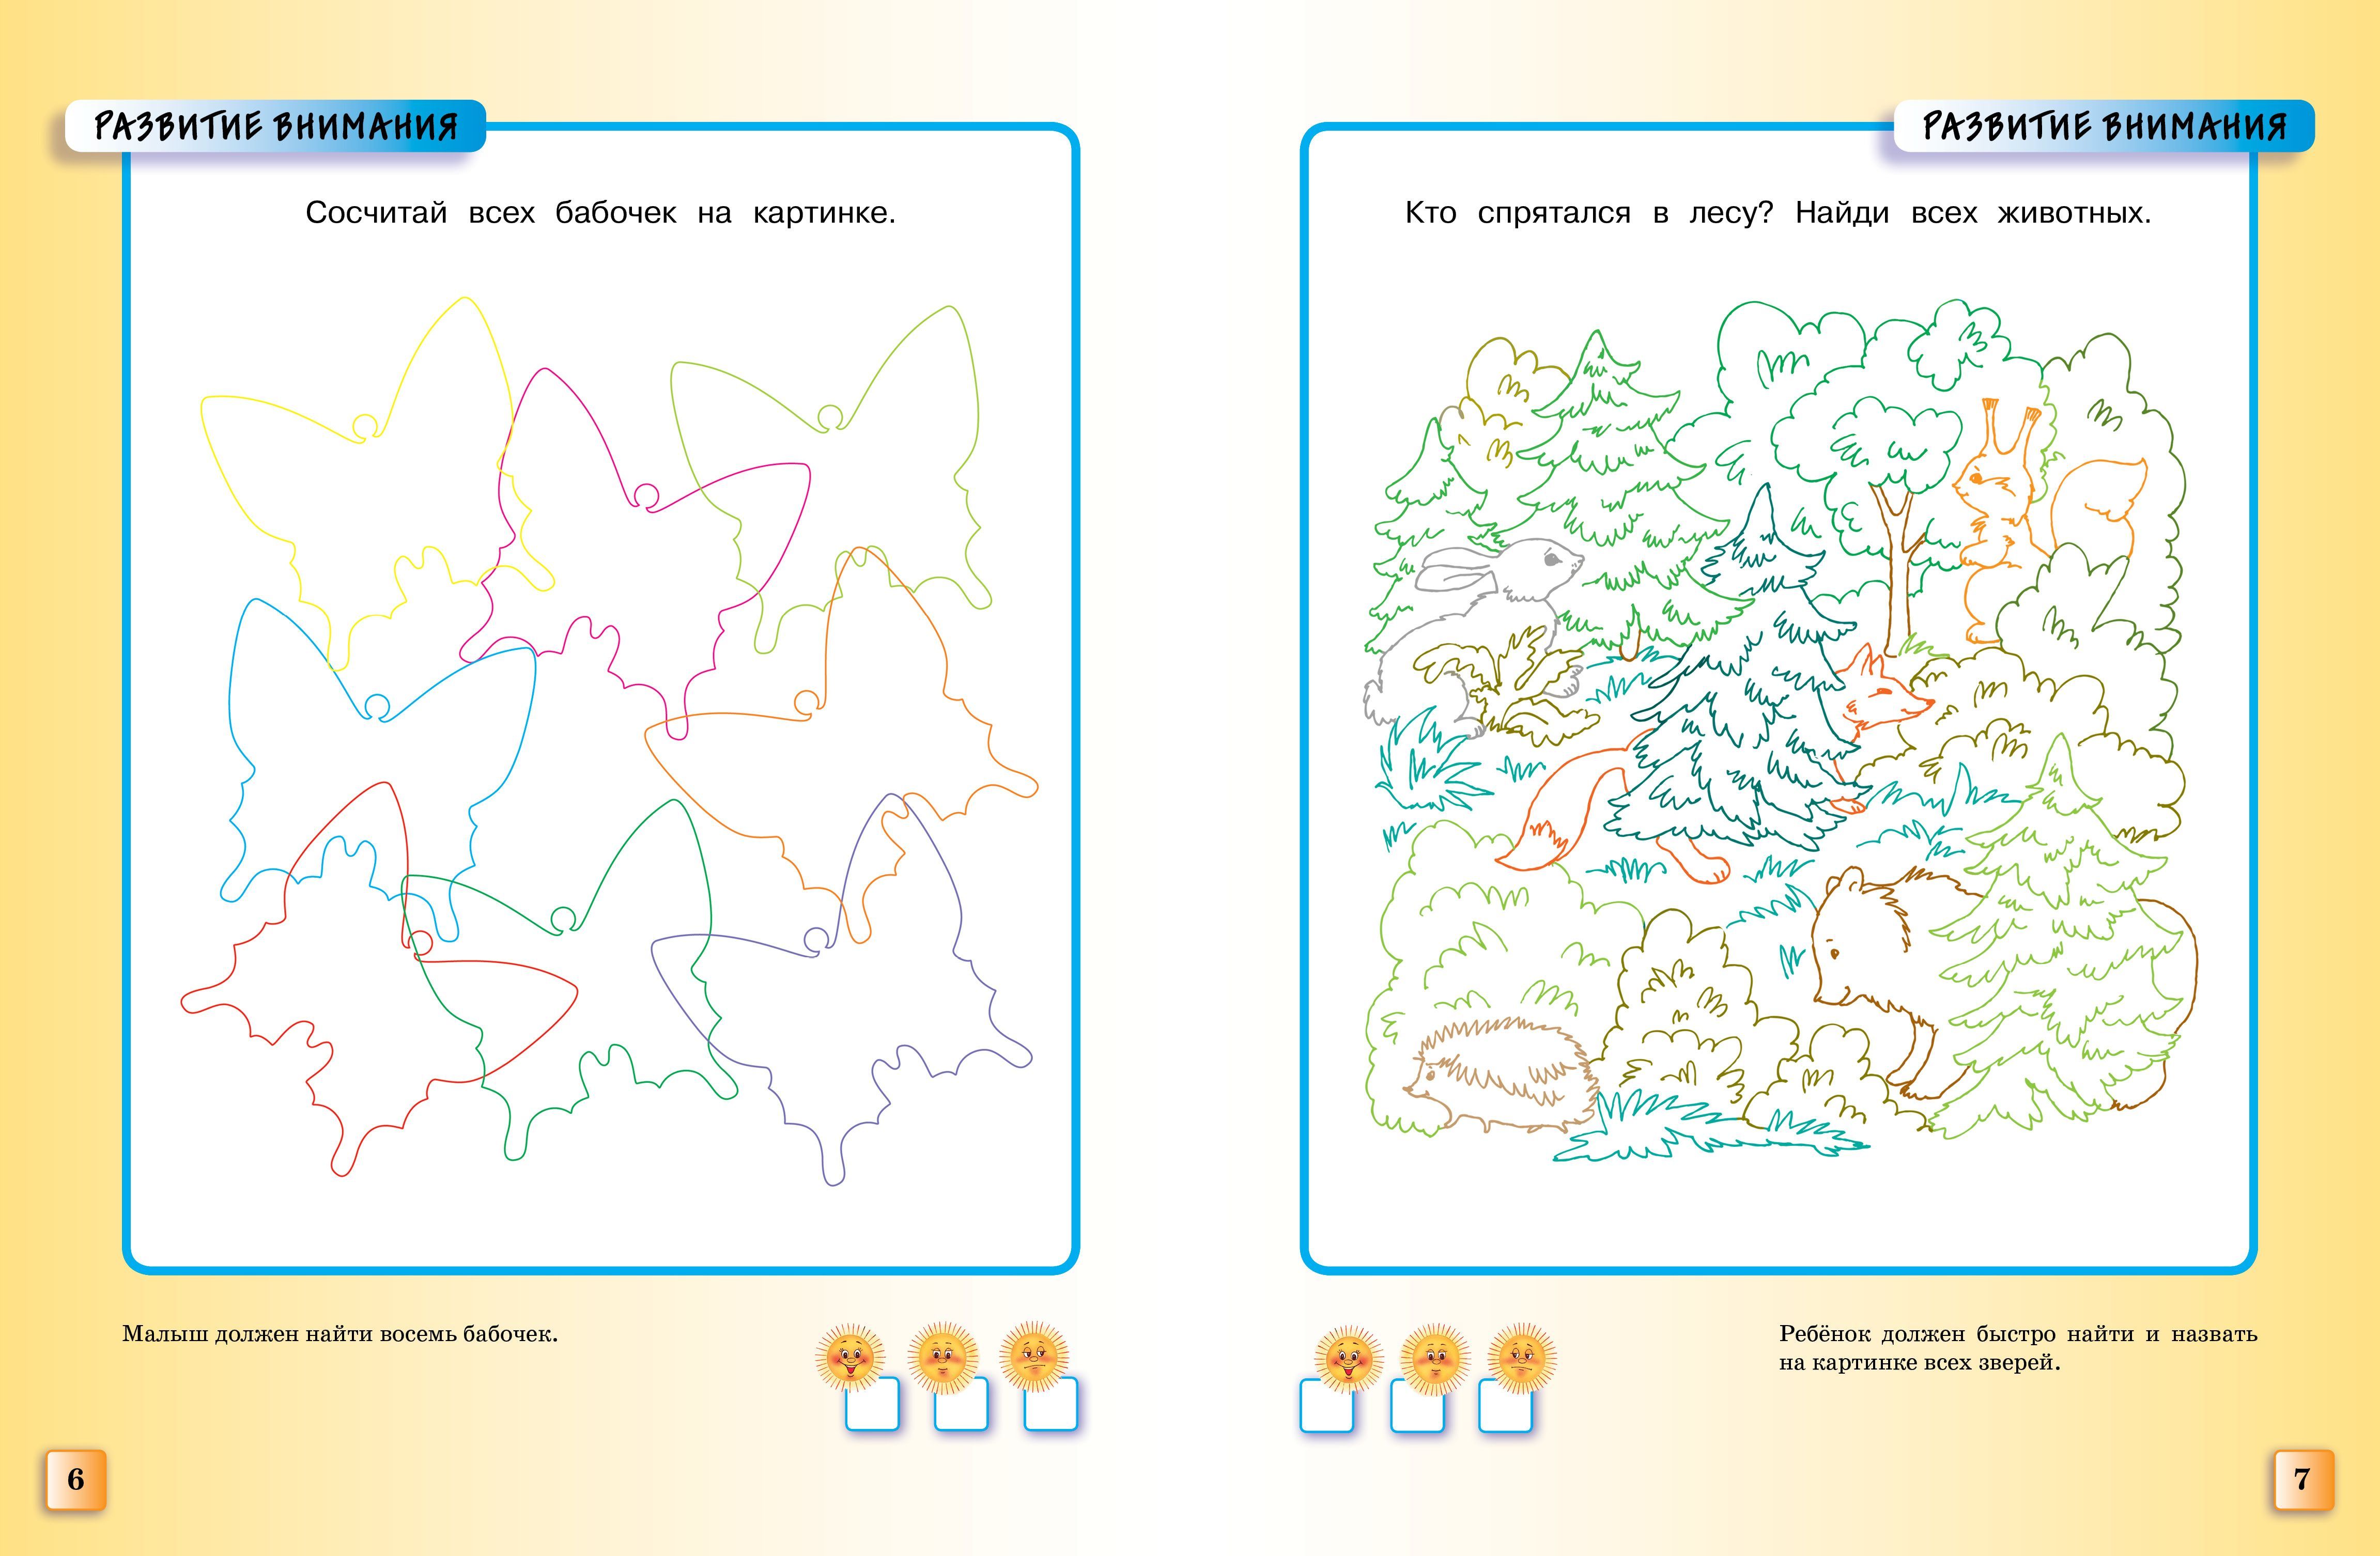 РАЗВИТИЕ ВНИМАНИЯ
Сосчитай всех бабочек на картинке.
Малыш должен найти восемь бабочек.
6
РАЗВИТИЕ ВНИМАНИЯ
Кто спрятался в лесу? Найди всех животных.
Ребёнок должен быстро найти и назвать
на картинке всех зверей.
7